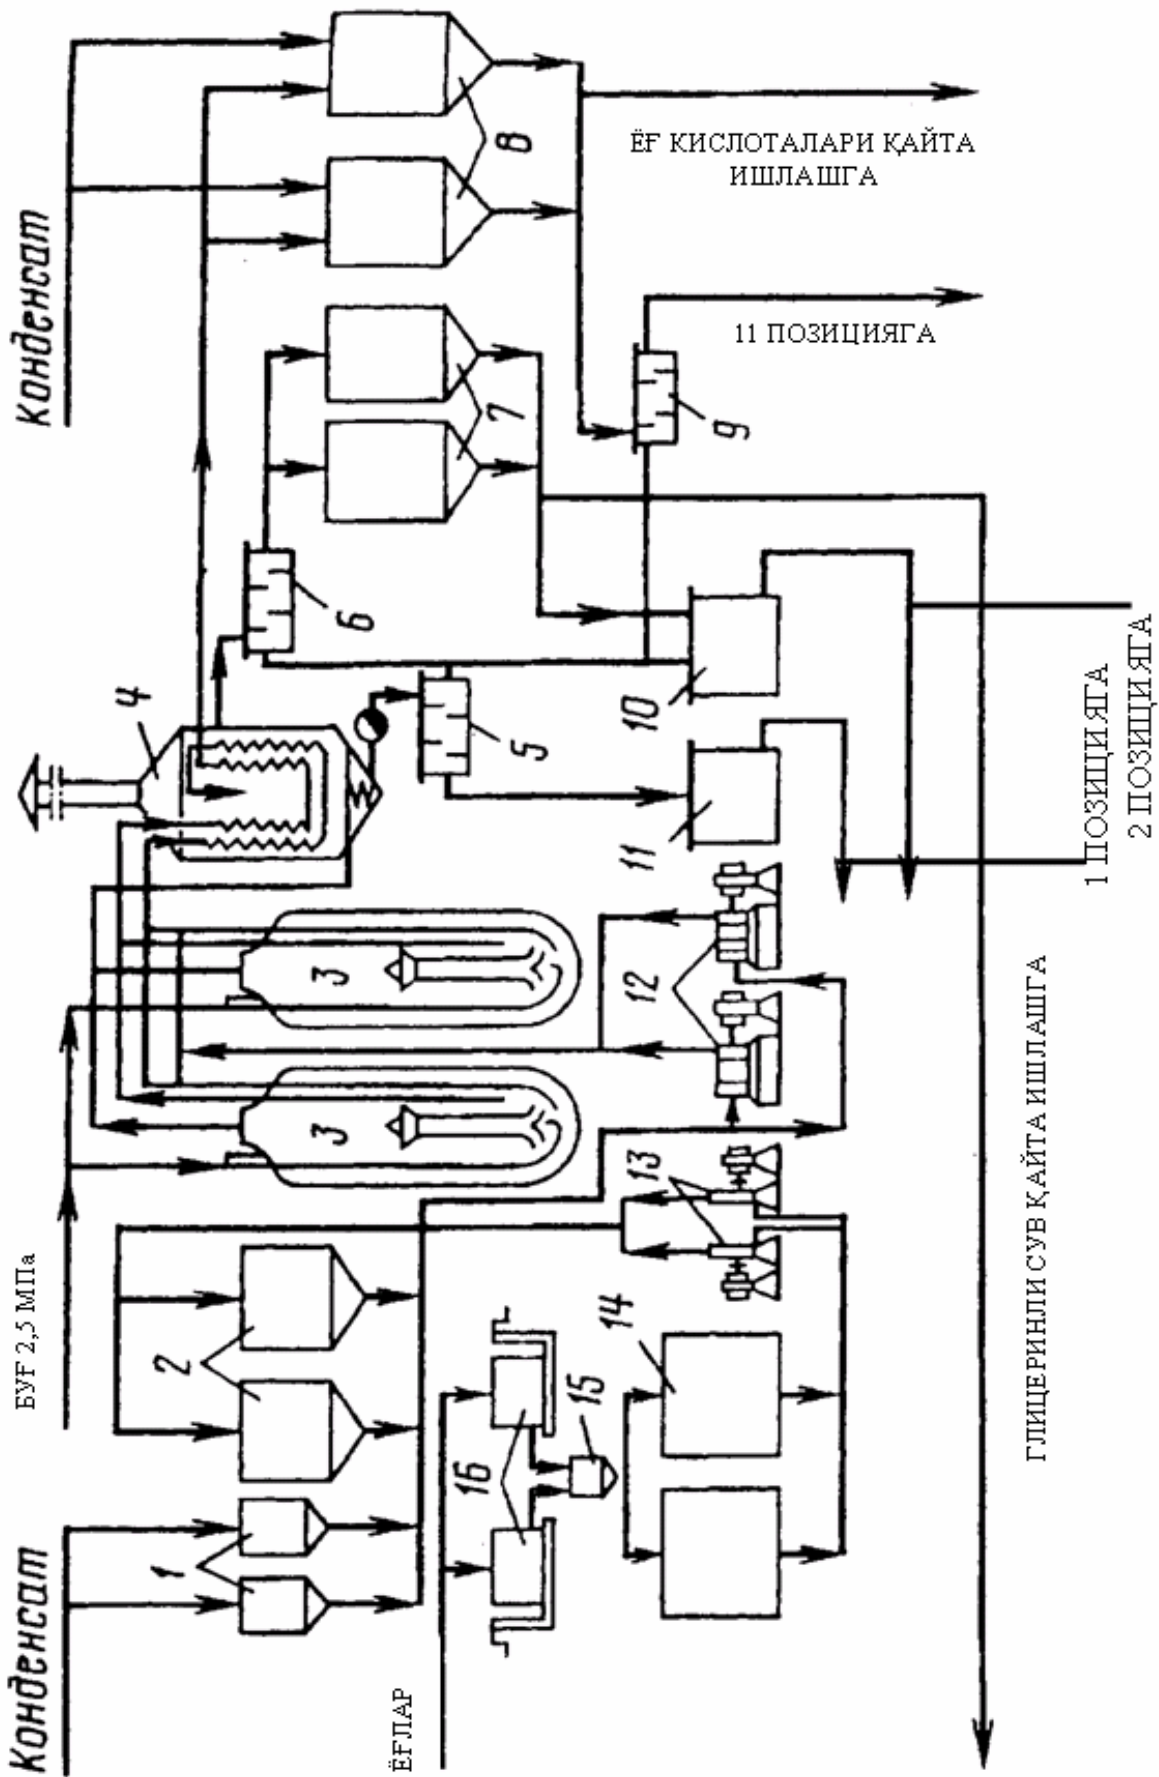 Конденсат
Конденсат
БУҒ 2,5 МПа
ЁҒЛАР
1
2
3
3
4
5
6
7
8
9
10
11
12
13
14
15
16
ЁҒ КИСЛОТАЛАРИ ҚАЙТА
ИШЛАШГА
11 ПОЗИЦИЯГА
1 ПОЗИЦИЯГА
2 ПОЗИЦИЯГА
ГЛИЦЕРИНЛИ СУВ ҚАЙТА ИШЛАШГА